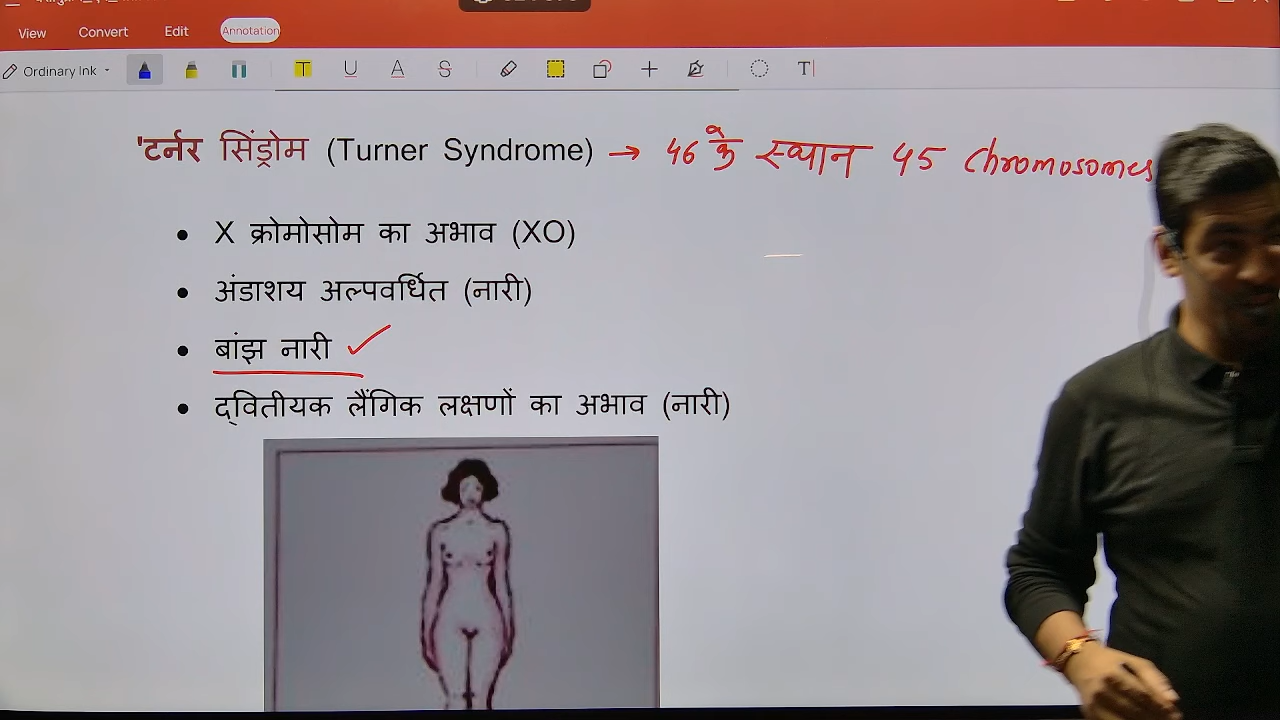 View Convert Edit Annotation
Ordinary Ink T
'टर्नर सिंड्रोम (Turner Syndrome) → 46 के स्थान 45 Chromosomes
• X क्रोमोसोम का अभाव (XO)
• अंडाशय अल्पवर्धित (नारी)
• बांझ नारी ✓
• द्वितीयक लैंगिक लक्षणों का अभाव (नारी)